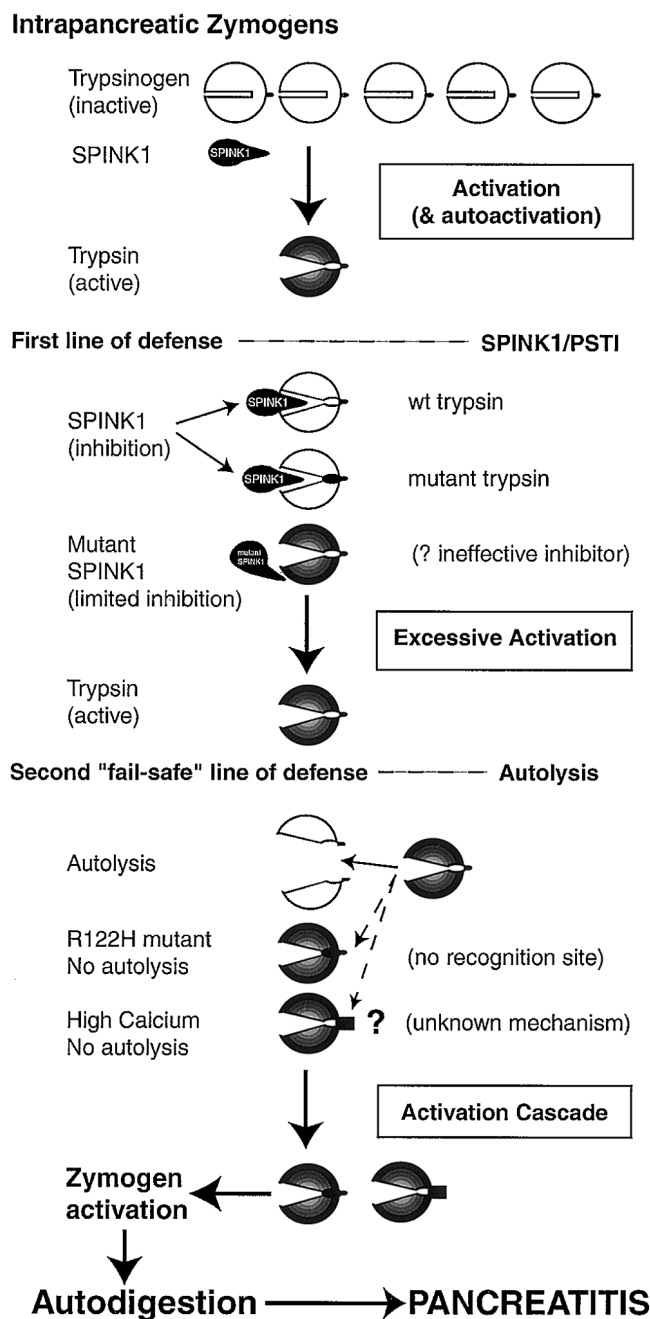 Intrapancreatic Zymogens
Trypsinogen
(inactive)
SPINK1
SPINK1
Activation
(& autoactivation)
Trypsin
(active)
First line of defense
SPINK1/PSTI
SPINK1
(inhibition)
SPINK1
wt trypsin
SPINK1
mutant trypsin
Mutant
SPINK1
(limited inhibition)
mutant
SPINK1
(? ineffective inhibitor)
Excessive Activation
Trypsin
(active)
Second "fail-safe" line of defense
Autolysis
Autolysis
R122H mutant
No autolysis
(no recognition site)
High Calcium
No autolysis
?
(unknown mechanism)
Activation Cascade
Zymogen
activation
Autodigestion
PANCREATITIS